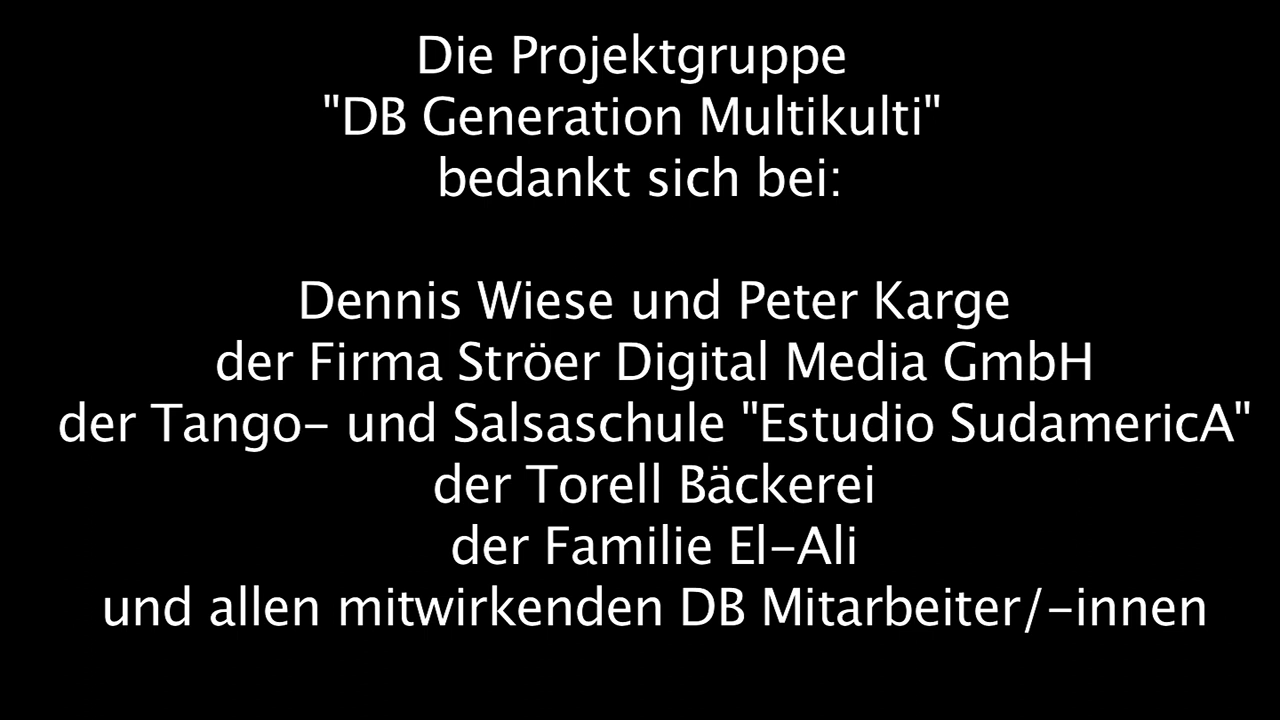 Die Projektgruppe
"DB Generation Multikulti"
bedankt sich bei:
Dennis Wiese und Peter Karge
der Firma Ströer Digital Media GmbH
der Tango- und Salsaschule "Estudio SudamericA"
der Torell Bäckerei
der Familie El-Ali
und allen mitwirkenden DB Mitarbeiter/-innen